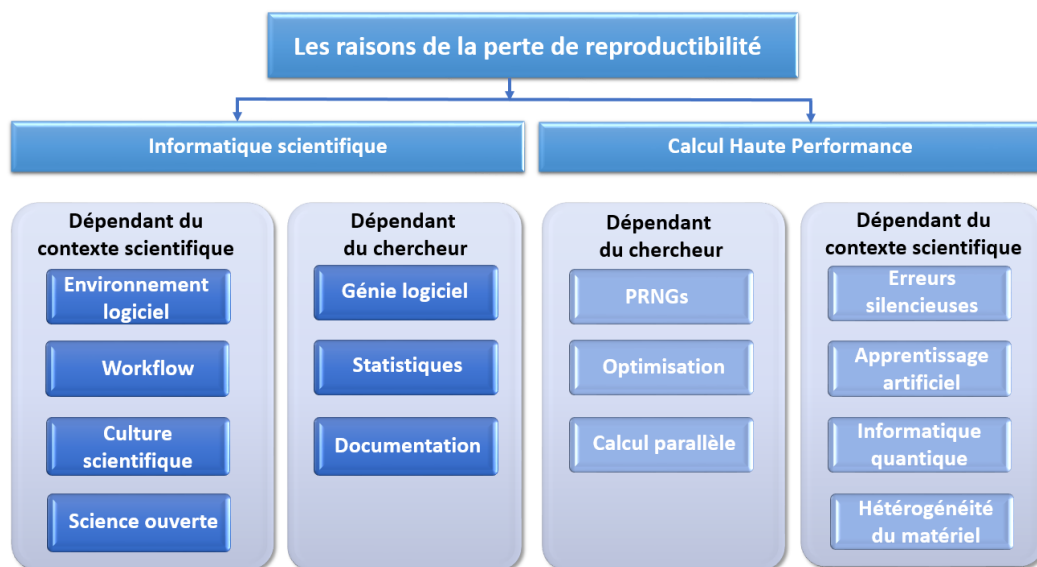 Les raisons de la perte de reproductibilité
Informatique scientifique
Calcul Haute Performance
Dépendant du
contexte scientifique
Environnement
logiciel
Workflow
Culture
scientifique
Science ouverte
Dépendant
du chercheur
Génie logiciel
Statistiques
Documentation
Dépendant
du chercheur
PRNGs
Optimisation
Calcul parallèle
Dépendant du
contexte scientifique
Erreurs
silencieuses
Apprentissage
artificiel
Informatique
quantique
Hétérogénéité
du matériel